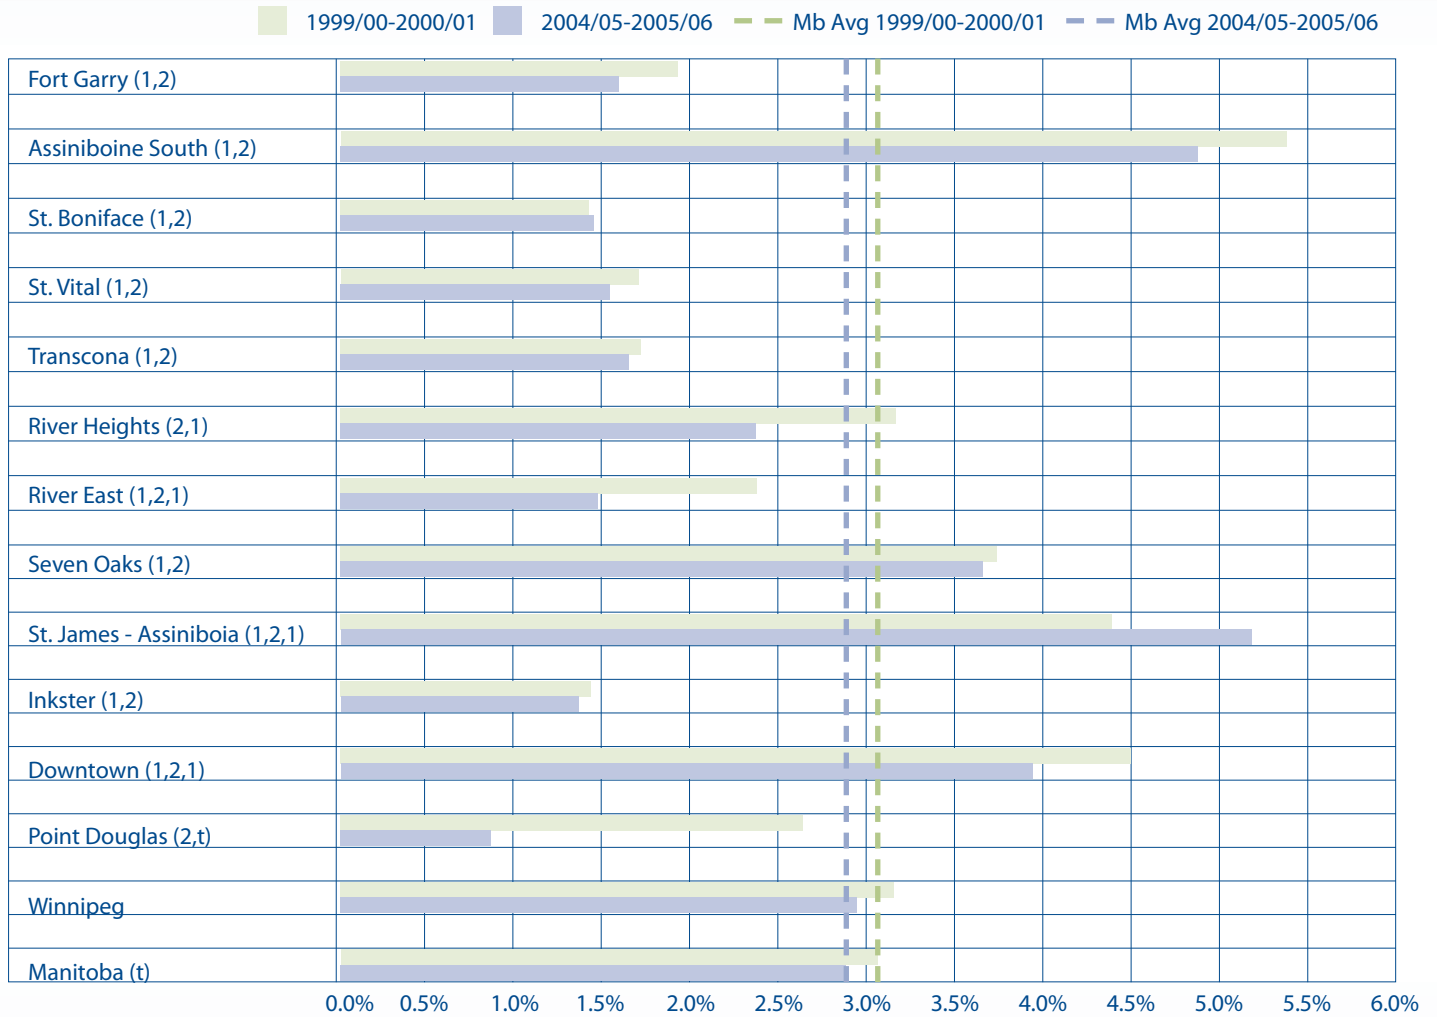 1999/00-2000/01 2004/05-2005/06 Mb Avg 1999/00-2000/01 Mb Avg 2004/05-2005/06
Fort Garry (1,2)
Assiniboine South (1,2)
St. Boniface (1,2)
St. Vital (1,2)
Transcona (1,2)
River Heights (2,1)
River East (1,2,1)
Seven Oaks (1,2)
St. James - Assiniboia (1,2,1)
Inkster (1,2)
Downtown (1,2,1)
Point Douglas (2,t)
Winnipeg
Manitoba (t)
0.0% 0.5% 1.0% 1.5% 2.0% 2.5% 3.0% 3.5% 4.0% 4.5% 5.0% 5.5% 6.0%